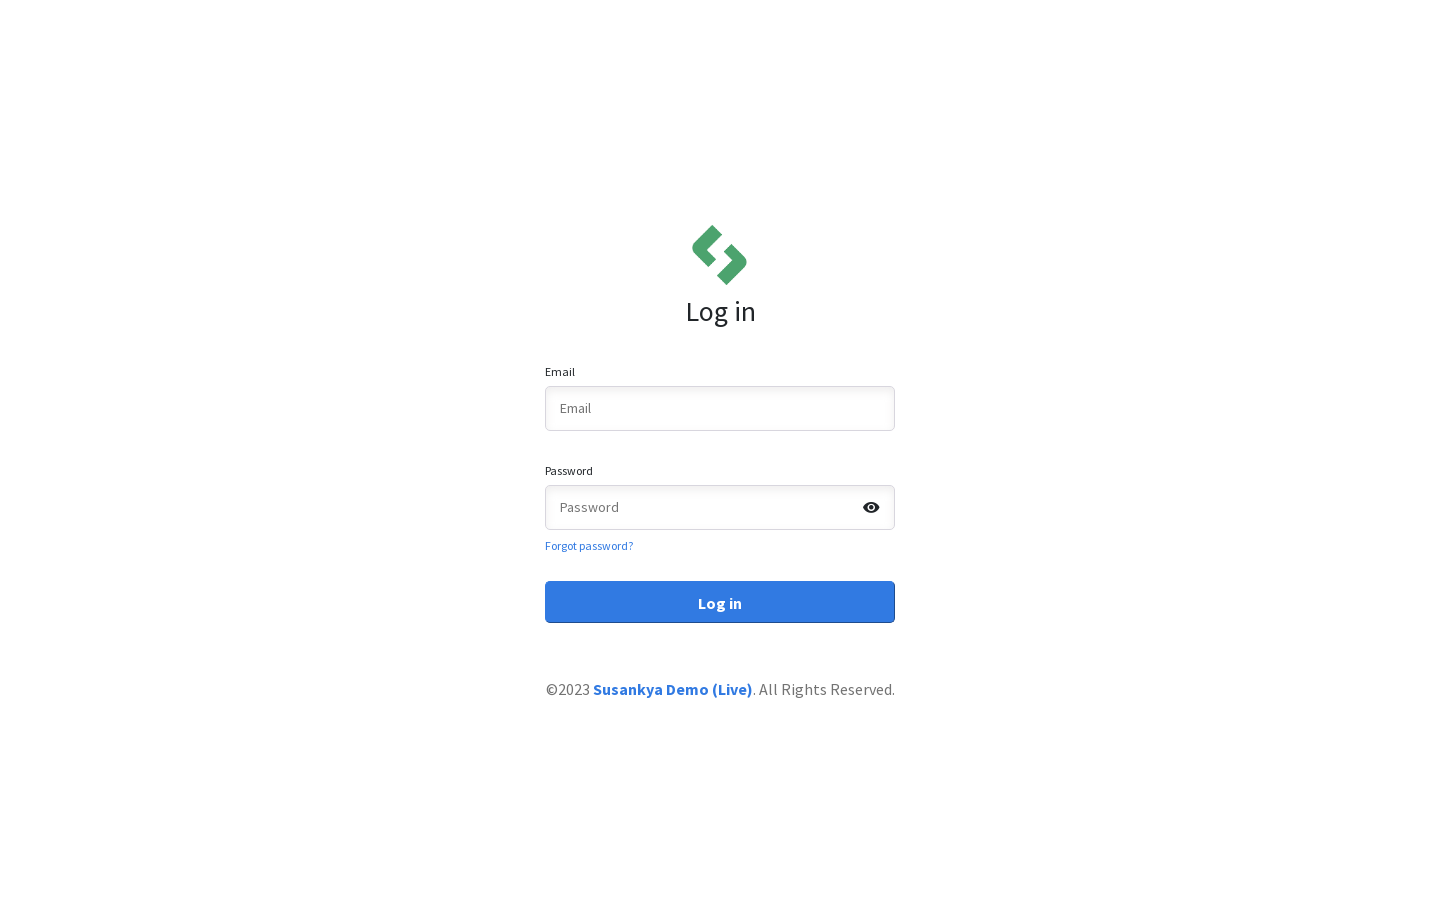 Log in
Email
Email
Password
Password
Forgot password?
Log in
©2023 Susankya Demo (Live). All Rights Reserved.